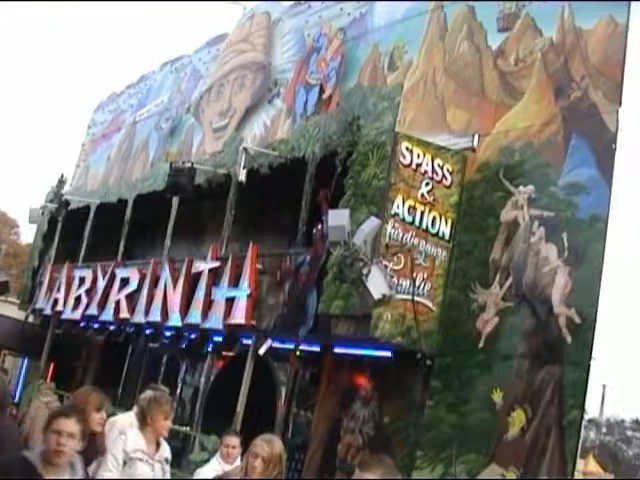 SPASS
&
ACTION
für die ganze
Familie
LABYRINTH